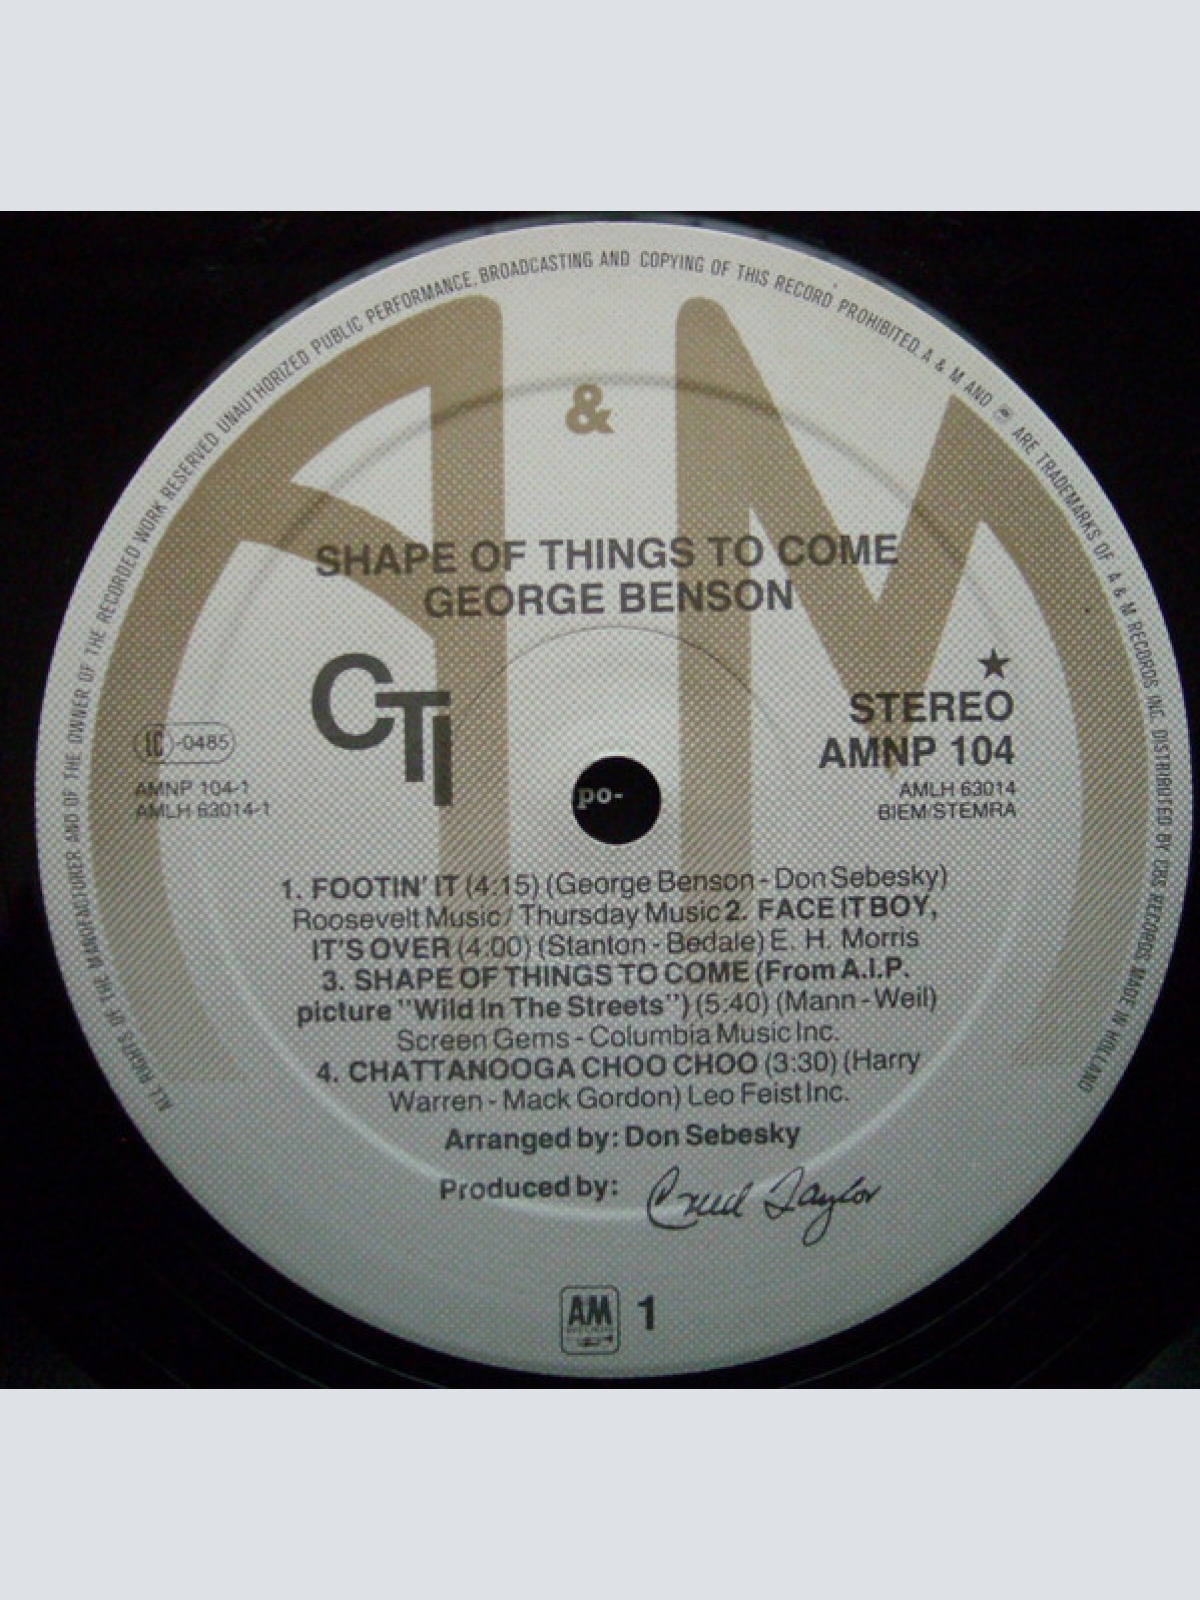 ALL RIGHTS OF THE MANUFACTURER AND OF THE OWNER OF THE RECORDED WORK RESERVED UNAUTHORIZED PUBLIC PERFORMANCE, BROADCASTING AND COPYING OF THIS RECORD PROHIBITED. A & M AND ARE TRADEMARKS OF A & M RECORDS INC. DISTRIBUTED BY CBS RECORDS MADE IN HOLLAND
A & M
SHAPE OF THINGS TO COME
GEORGE BENSON
CTI
★
STEREO
AMNP 104
AMLH 63014
BIEM/STEMRA
LC -0485
AMNP 104-1
AMLH 63014-1
po-
1. FOOTIN' IT (4:15) (George Benson - Don Sebesky)
Roosevelt Music / Thursday Music 2. FACE IT BOY,
IT'S OVER (4:00) (Stanton - Bedale) E. H. Morris
3. SHAPE OF THINGS TO COME (From A.I.P.
picture "Wild In The Streets") (5:40) (Mann - Weil)
Screen Gems - Columbia Music Inc.
4. CHATTANOOGA CHOO CHOO (3:30) (Harry
Warren - Mack Gordon) Leo Feist Inc.
Arranged by: Don Sebesky
Produced by: Creed Taylor
AM 1